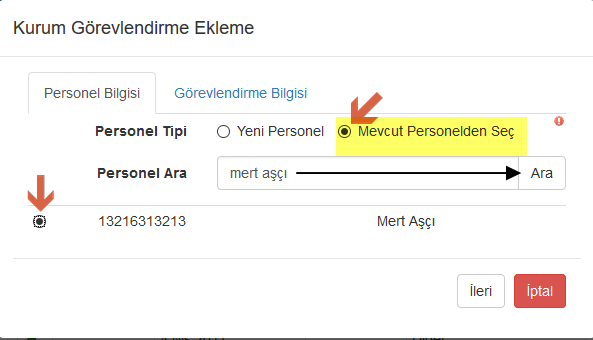 Kurum Görevlendirme Ekleme
Personel Bilgisi Görevlendirme Bilgisi
Personel Tipi Yeni Personel Mevcut Personelden Seç
Personel Ara mert aşçı Ara
13216313213 Mert Aşçı
İleri İptal